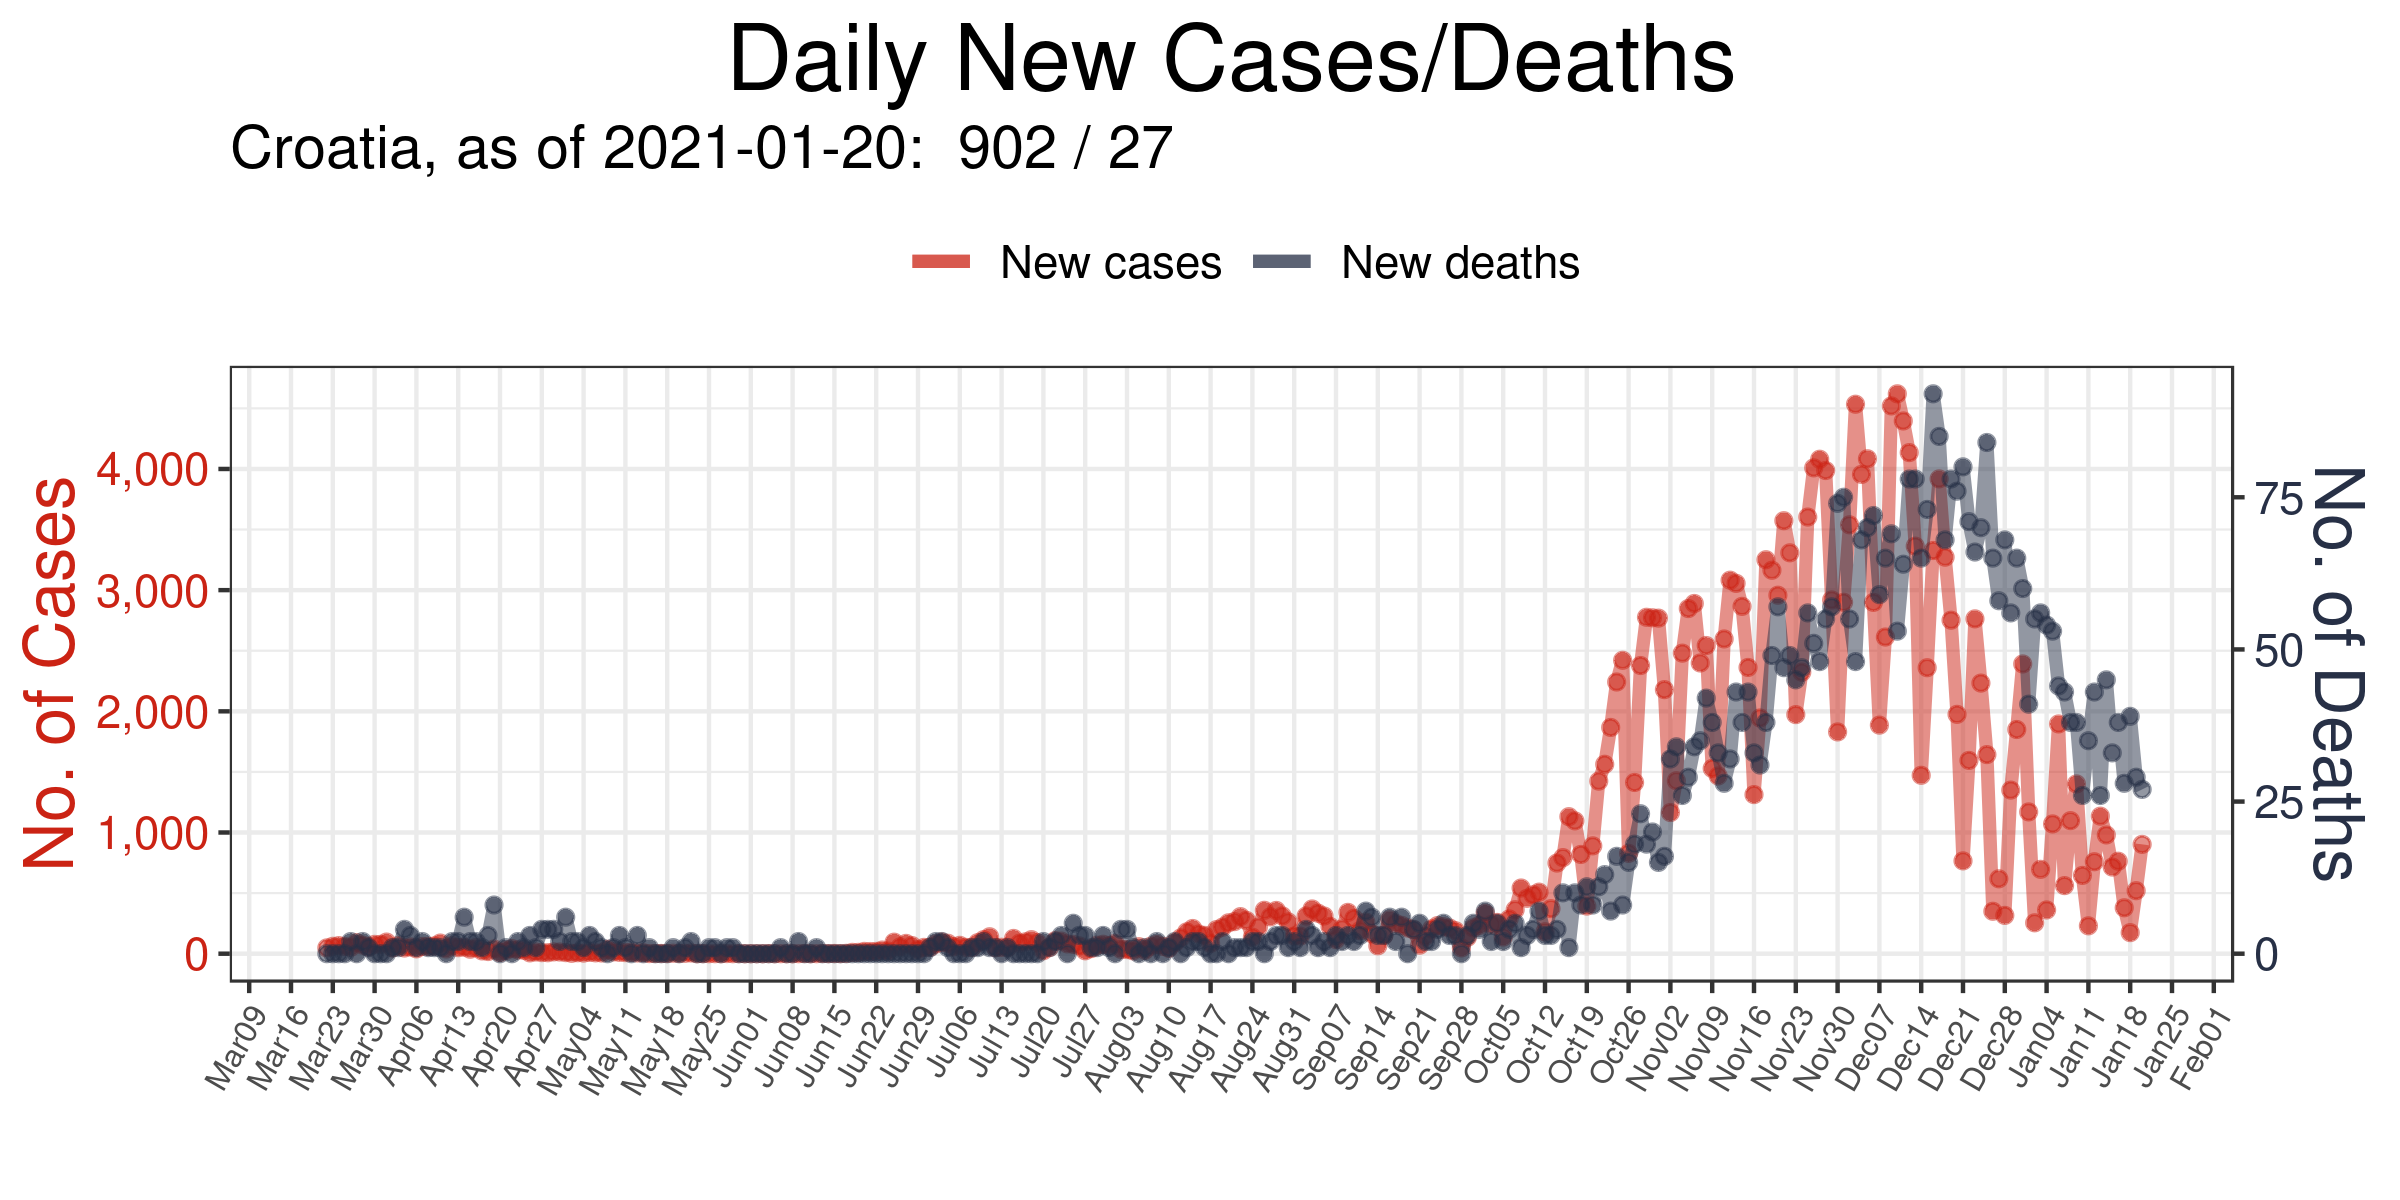 Daily New Cases/Deaths
Croatia, as of 2021-01-20: 902 / 27
New cases New deaths
No. of Cases
4,000
3,000
2,000
1,000
0
75
50
25
0
No. of Deaths
Mar09 Mar16 Mar23 Mar30 Apr06 Apr13 Apr20 Apr27 May04 May11 May18 May25 Jun01 Jun08 Jun15 Jun22 Jun29 Jul06 Jul13 Jul20 Jul27 Aug03 Aug10 Aug17 Aug24 Aug31 Sep07 Sep14 Sep21 Sep28 Oct05 Oct12 Oct19 Oct26 Nov02 Nov09 Nov16 Nov23 Nov30 Dec07 Dec14 Dec21 Dec28 Jan04 Jan11 Jan18 Jan25 Feb01